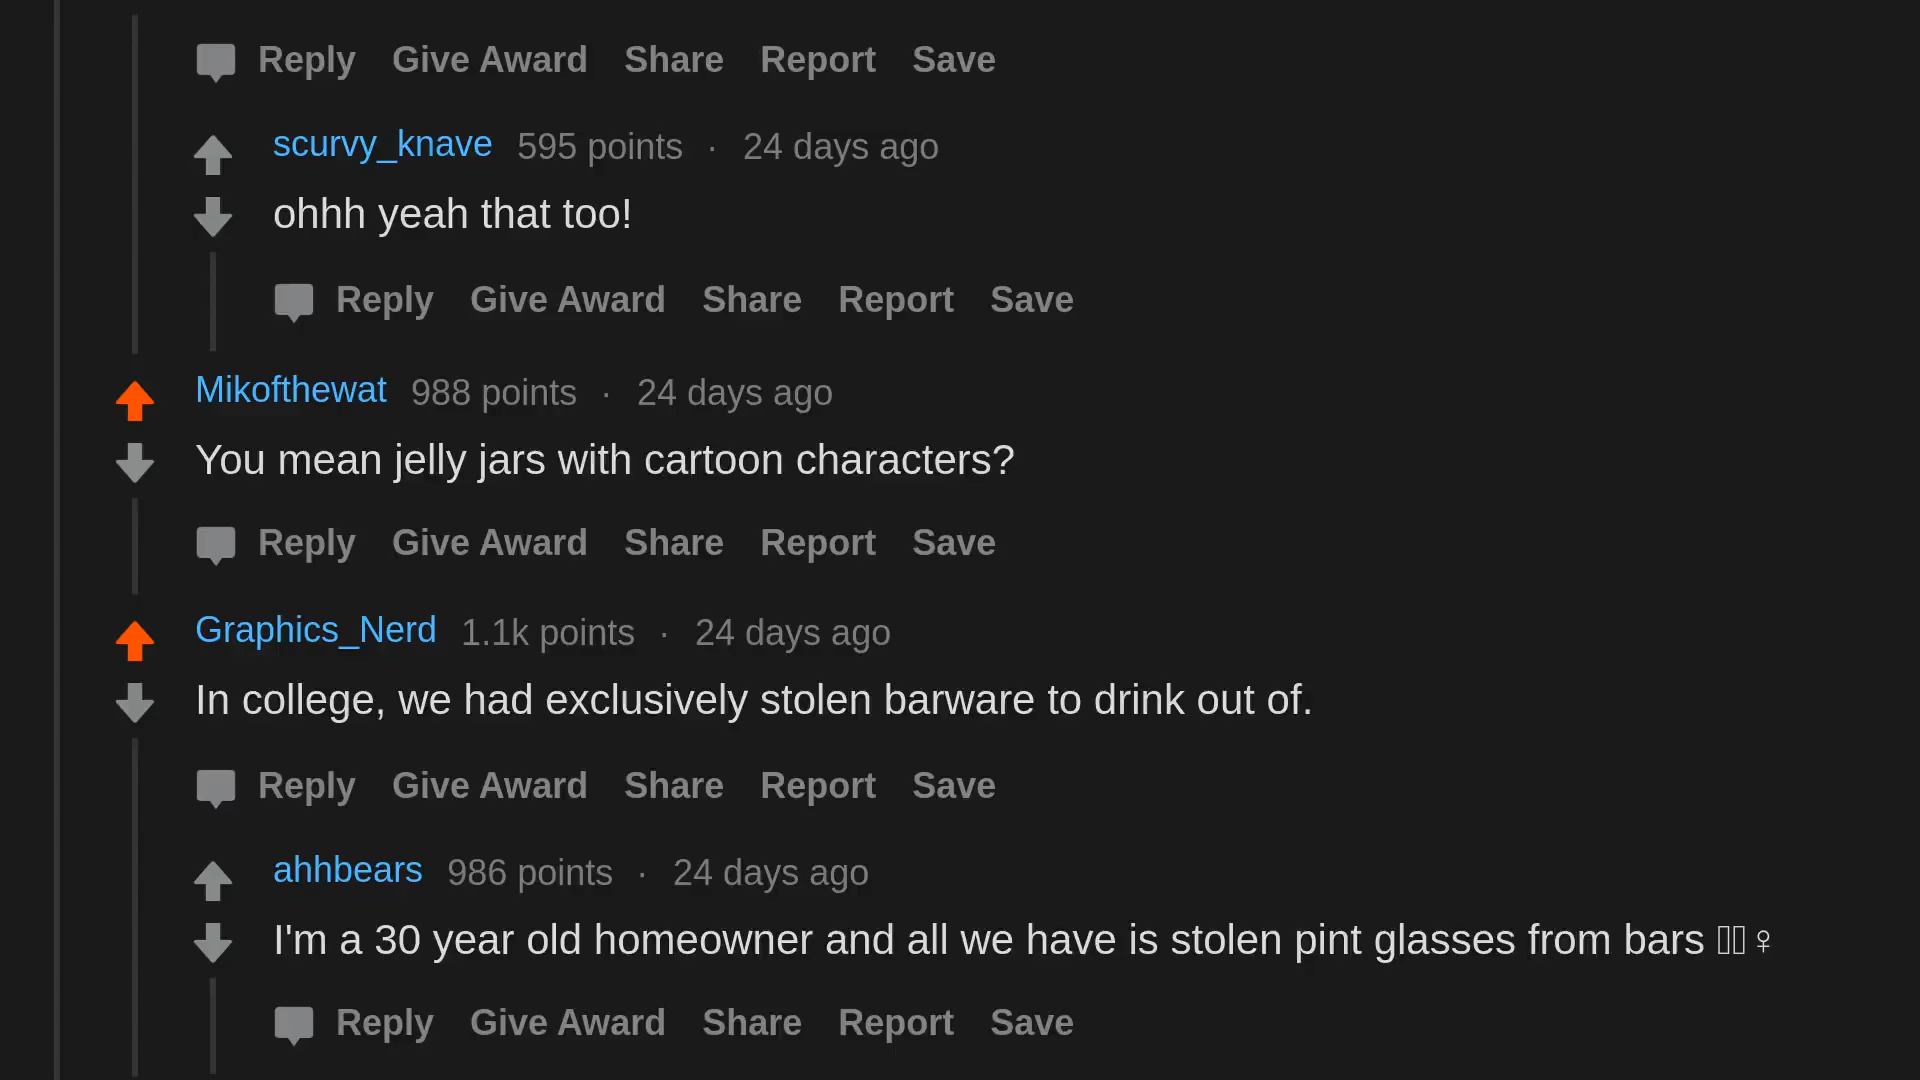 Reply Give Award Share Report Save
scurvy_knave 595 points · 24 days ago
ohhh yeah that too!
Reply Give Award Share Report Save
Mikofthewat 988 points · 24 days ago
You mean jelly jars with cartoon characters?
Reply Give Award Share Report Save
Graphics_Nerd 1.1k points · 24 days ago
In college, we had exclusively stolen barware to drink out of.
Reply Give Award Share Report Save
ahhbears 986 points · 24 days ago
I'm a 30 year old homeowner and all we have is stolen pint glasses from bars ▯▯♀
Reply Give Award Share Report Save